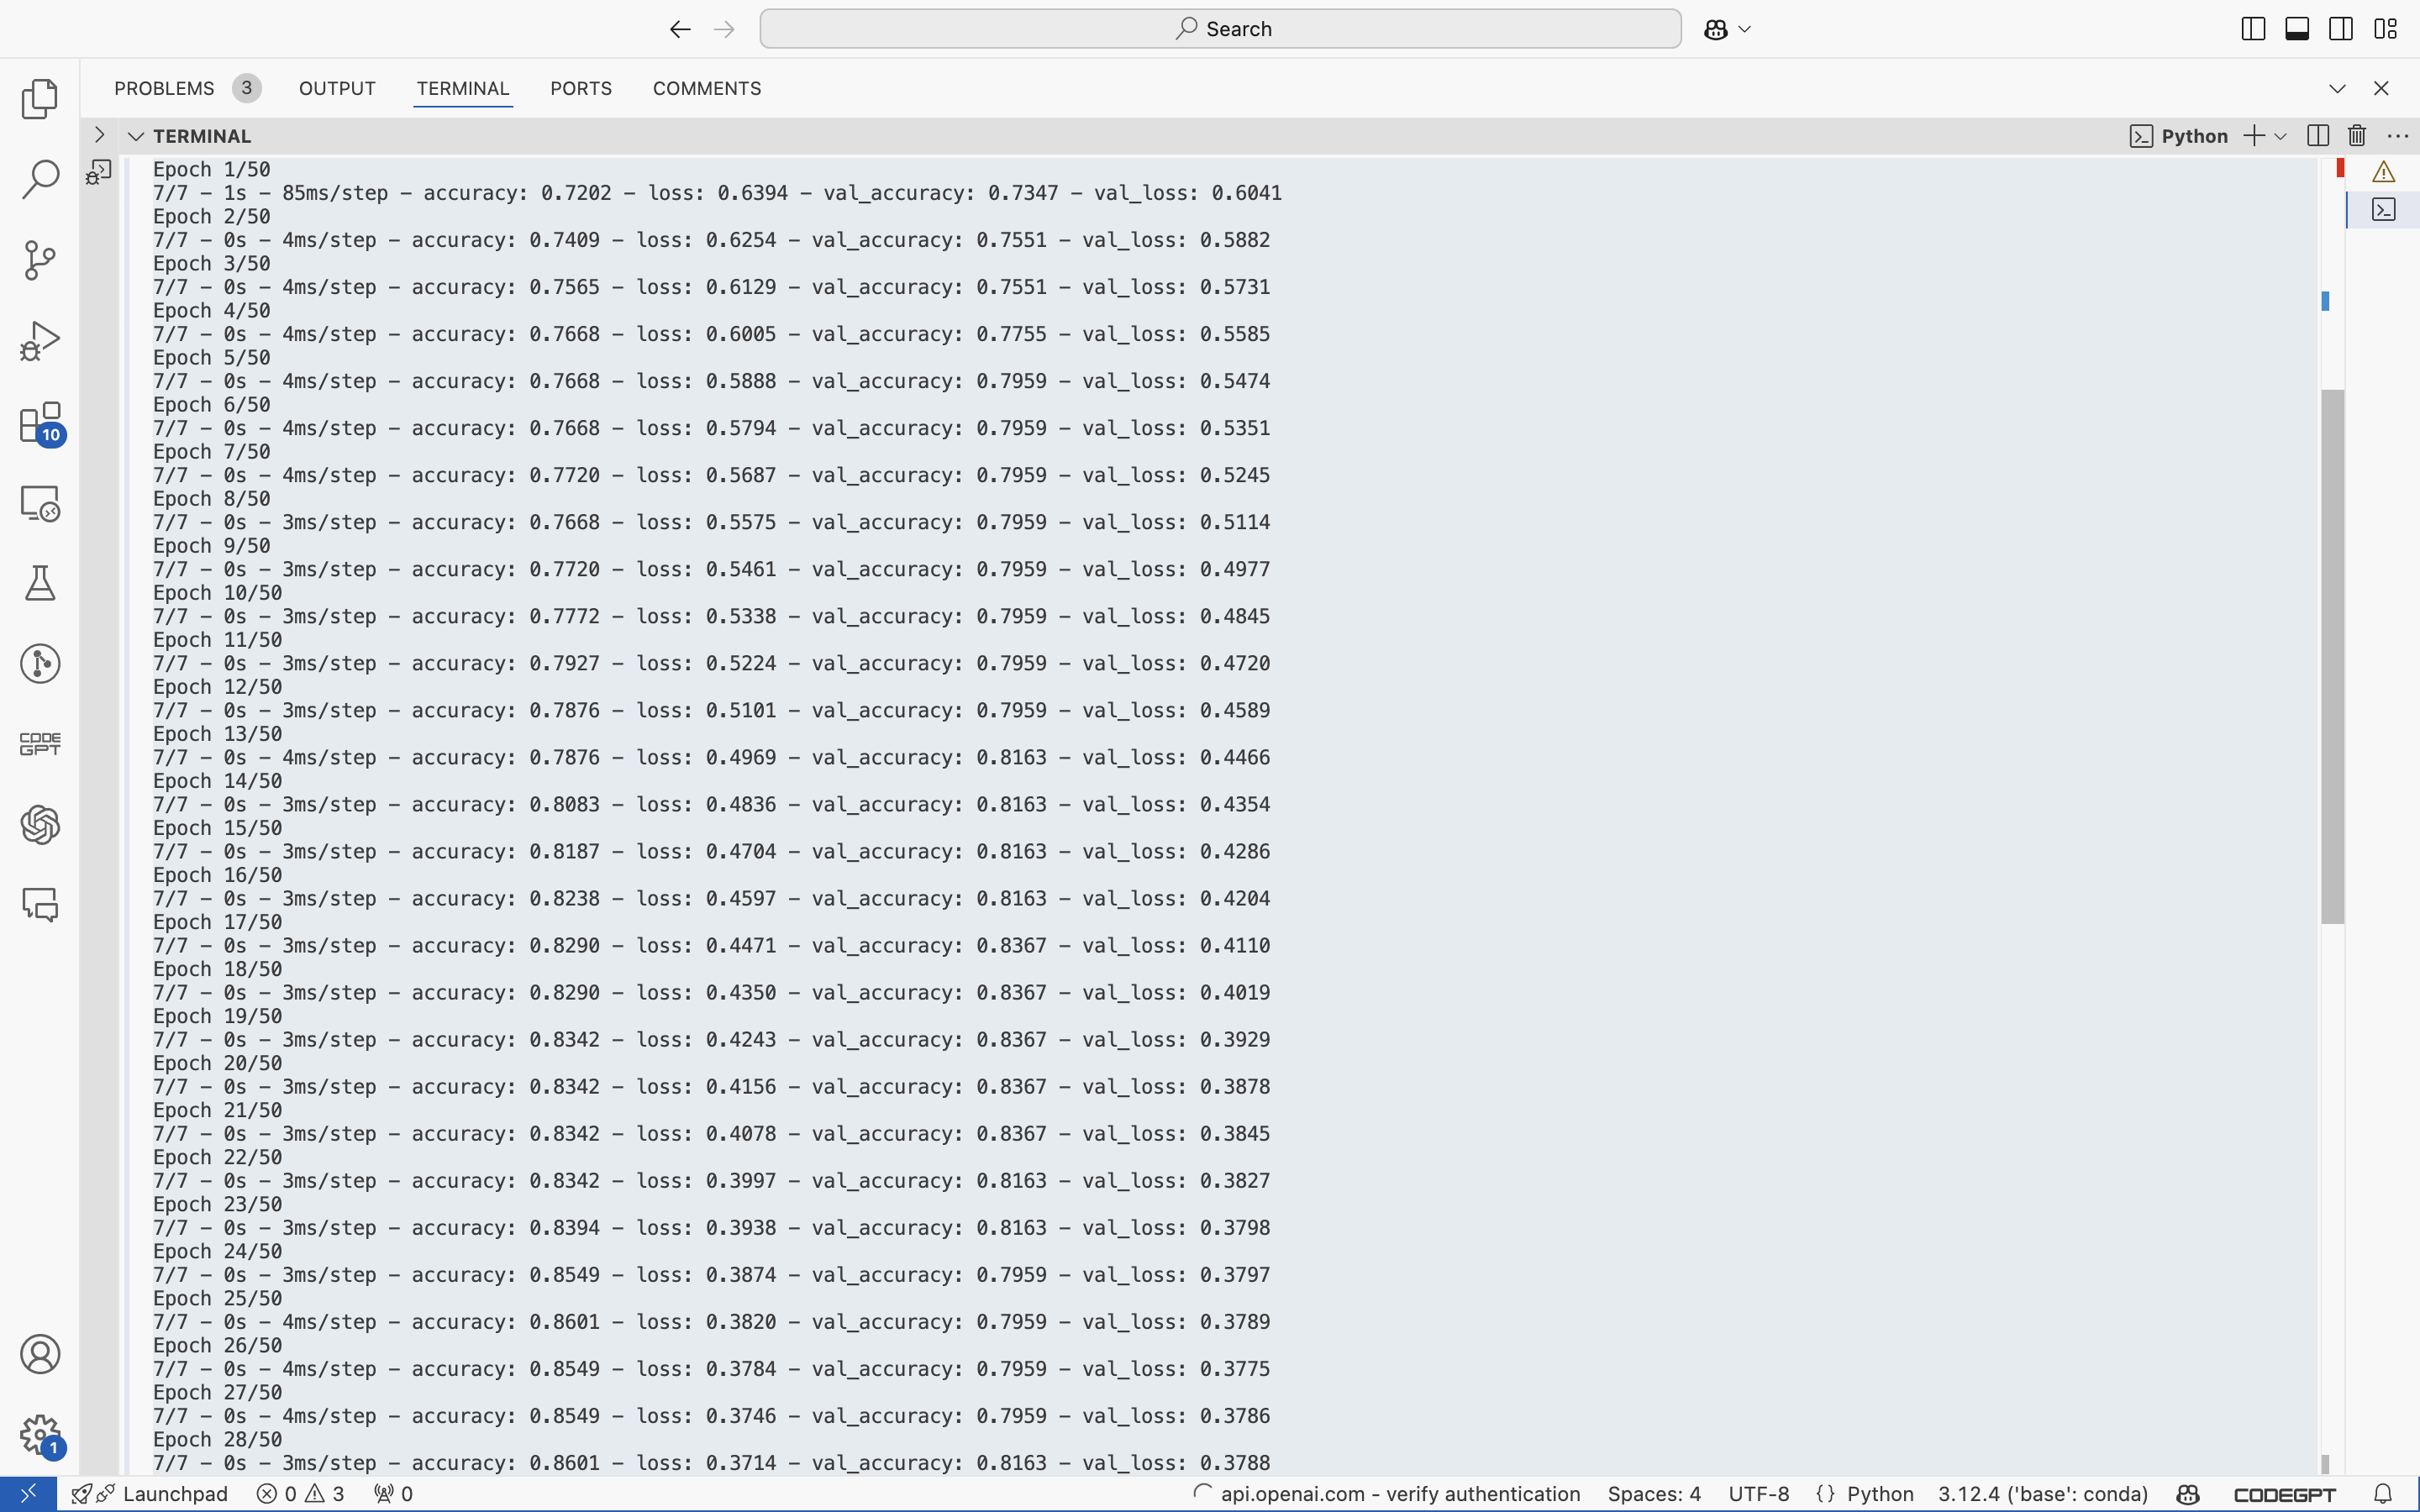 Search
PROBLEMS 3 OUTPUT TERMINAL PORTS COMMENTS
TERMINAL Python
Epoch 1/50
7/7 - 1s - 85ms/step - accuracy: 0.7202 - loss: 0.6394 - val_accuracy: 0.7347 - val_loss: 0.6041
Epoch 2/50
7/7 - 0s - 4ms/step - accuracy: 0.7409 - loss: 0.6254 - val_accuracy: 0.7551 - val_loss: 0.5882
Epoch 3/50
7/7 - 0s - 4ms/step - accuracy: 0.7565 - loss: 0.6129 - val_accuracy: 0.7551 - val_loss: 0.5731
Epoch 4/50
7/7 - 0s - 4ms/step - accuracy: 0.7668 - loss: 0.6005 - val_accuracy: 0.7755 - val_loss: 0.5585
Epoch 5/50
7/7 - 0s - 4ms/step - accuracy: 0.7668 - loss: 0.5888 - val_accuracy: 0.7959 - val_loss: 0.5474
Epoch 6/50
7/7 - 0s - 4ms/step - accuracy: 0.7668 - loss: 0.5794 - val_accuracy: 0.7959 - val_loss: 0.5351
Epoch 7/50
7/7 - 0s - 4ms/step - accuracy: 0.7720 - loss: 0.5687 - val_accuracy: 0.7959 - val_loss: 0.5245
Epoch 8/50
7/7 - 0s - 3ms/step - accuracy: 0.7668 - loss: 0.5575 - val_accuracy: 0.7959 - val_loss: 0.5114
Epoch 9/50
7/7 - 0s - 3ms/step - accuracy: 0.7720 - loss: 0.5461 - val_accuracy: 0.7959 - val_loss: 0.4977
Epoch 10/50
7/7 - 0s - 3ms/step - accuracy: 0.7772 - loss: 0.5338 - val_accuracy: 0.7959 - val_loss: 0.4845
Epoch 11/50
7/7 - 0s - 3ms/step - accuracy: 0.7927 - loss: 0.5224 - val_accuracy: 0.7959 - val_loss: 0.4720
Epoch 12/50
7/7 - 0s - 3ms/step - accuracy: 0.7876 - loss: 0.5101 - val_accuracy: 0.7959 - val_loss: 0.4589
Epoch 13/50
7/7 - 0s - 4ms/step - accuracy: 0.7876 - loss: 0.4969 - val_accuracy: 0.8163 - val_loss: 0.4466
Epoch 14/50
7/7 - 0s - 3ms/step - accuracy: 0.8083 - loss: 0.4836 - val_accuracy: 0.8163 - val_loss: 0.4354
Epoch 15/50
7/7 - 0s - 3ms/step - accuracy: 0.8187 - loss: 0.4704 - val_accuracy: 0.8163 - val_loss: 0.4286
Epoch 16/50
7/7 - 0s - 3ms/step - accuracy: 0.8238 - loss: 0.4597 - val_accuracy: 0.8163 - val_loss: 0.4204
Epoch 17/50
7/7 - 0s - 3ms/step - accuracy: 0.8290 - loss: 0.4471 - val_accuracy: 0.8367 - val_loss: 0.4110
Epoch 18/50
7/7 - 0s - 3ms/step - accuracy: 0.8290 - loss: 0.4350 - val_accuracy: 0.8367 - val_loss: 0.4019
Epoch 19/50
7/7 - 0s - 3ms/step - accuracy: 0.8342 - loss: 0.4243 - val_accuracy: 0.8367 - val_loss: 0.3929
Epoch 20/50
7/7 - 0s - 3ms/step - accuracy: 0.8342 - loss: 0.4156 - val_accuracy: 0.8367 - val_loss: 0.3878
Epoch 21/50
7/7 - 0s - 3ms/step - accuracy: 0.8342 - loss: 0.4078 - val_accuracy: 0.8367 - val_loss: 0.3845
Epoch 22/50
7/7 - 0s - 3ms/step - accuracy: 0.8342 - loss: 0.3997 - val_accuracy: 0.8163 - val_loss: 0.3827
Epoch 23/50
7/7 - 0s - 3ms/step - accuracy: 0.8394 - loss: 0.3938 - val_accuracy: 0.8163 - val_loss: 0.3798
Epoch 24/50
7/7 - 0s - 3ms/step - accuracy: 0.8549 - loss: 0.3874 - val_accuracy: 0.7959 - val_loss: 0.3797
Epoch 25/50
7/7 - 0s - 4ms/step - accuracy: 0.8601 - loss: 0.3820 - val_accuracy: 0.7959 - val_loss: 0.3789
Epoch 26/50
7/7 - 0s - 4ms/step - accuracy: 0.8549 - loss: 0.3784 - val_accuracy: 0.7959 - val_loss: 0.3775
Epoch 27/50
7/7 - 0s - 4ms/step - accuracy: 0.8549 - loss: 0.3746 - val_accuracy: 0.7959 - val_loss: 0.3786
Epoch 28/50
7/7 - 0s - 3ms/step - accuracy: 0.8601 - loss: 0.3714 - val_accuracy: 0.8163 - val_loss: 0.3788
10
CODE
GPT
1
Launchpad 0 3 0 api.openai.com - verify authentication Spaces: 4 UTF-8 {} Python 3.12.4 ('base': conda) CODEGPT